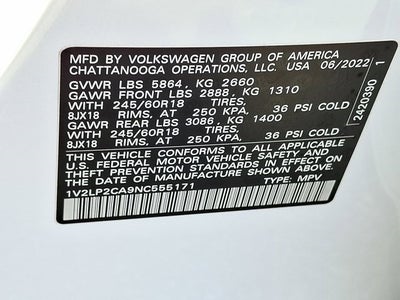 MFD BY VOLKSWAGEN GROUP OF AMERICA
CHATTANOOGA OPERATIONS, LLC. USA 06/2022
GVWR LBS 5864, KG 2660
GAWR FRONT LBS 2888, KG 1310
WITH 245/60R18 TIRES,
8JX18 RIMS, AT 250 KPA, 36 PSI COLD
GAWR REAR LBS 3086, KG 1400
WITH 245/60R18 TIRES,
8JX18 RIMS, AT 250 KPA, 36 PSI COLD
THIS VEHICLE CONFORMS TO ALL APPLICABLE
U.S. FEDERAL MOTOR VEHICLE SAFETY AND
THEFT PREVENTION STANDARDS IN EFFECT ON
THE DATE OF MANUFACTURE SHOWN ABOVE.
1V2LP2CA9NC555171 TYPE: MPV
2420390 1